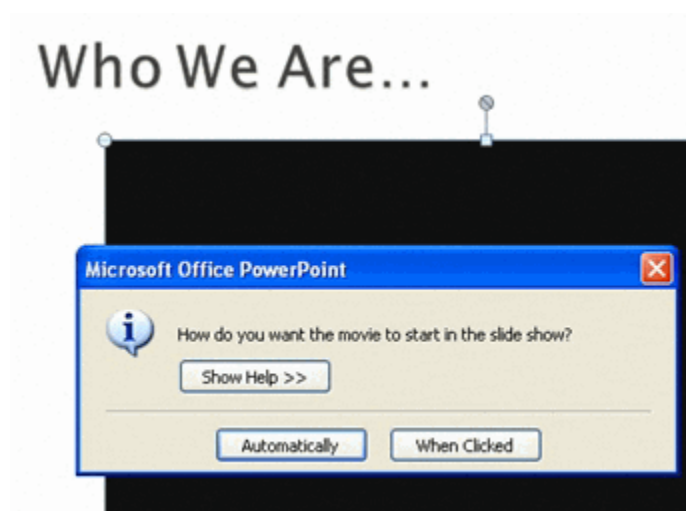 Who We Are...
Microsoft Office PowerPoint
How do you want the movie to start in the slide show?
Show Help >>
Automatically
When Clicked